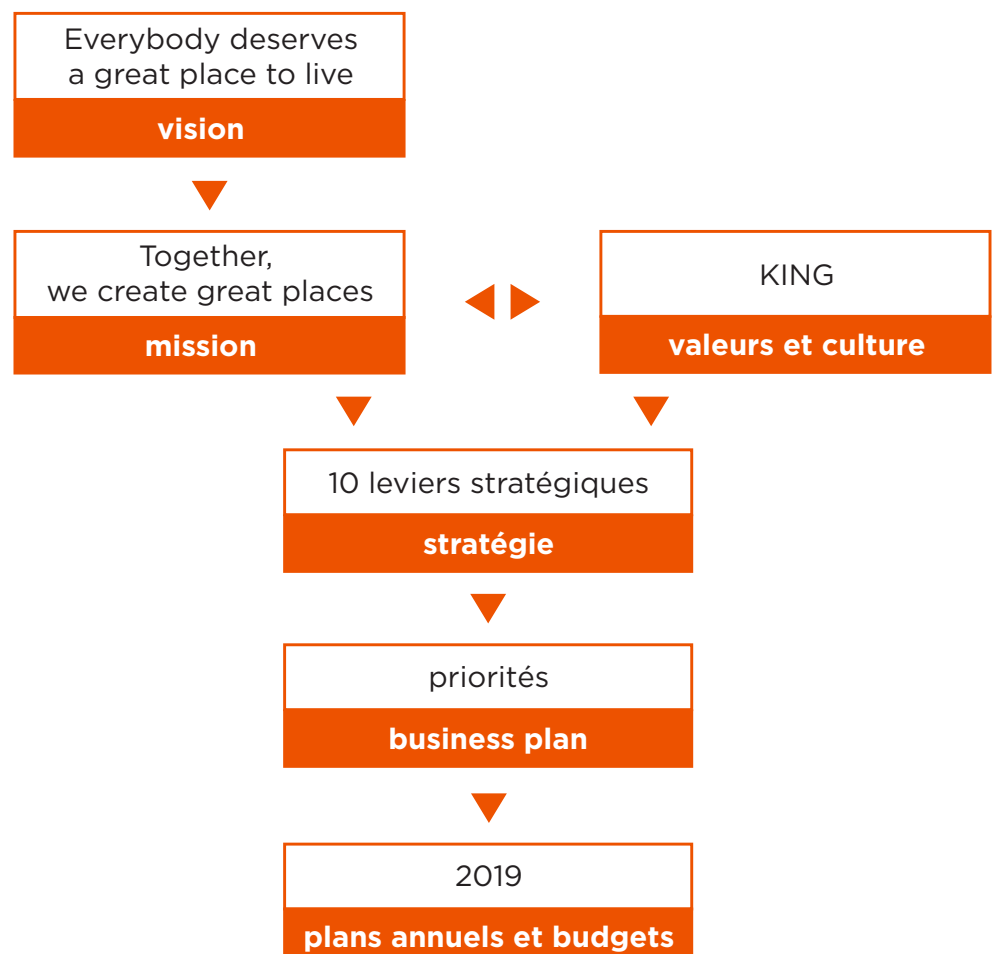 Everybody deserves
a great place to live
vision
Together,
we create great places
mission
KING
valeurs et culture
10 leviers stratégiques
stratégie
priorités
business plan
2019
plans annuels et budgets